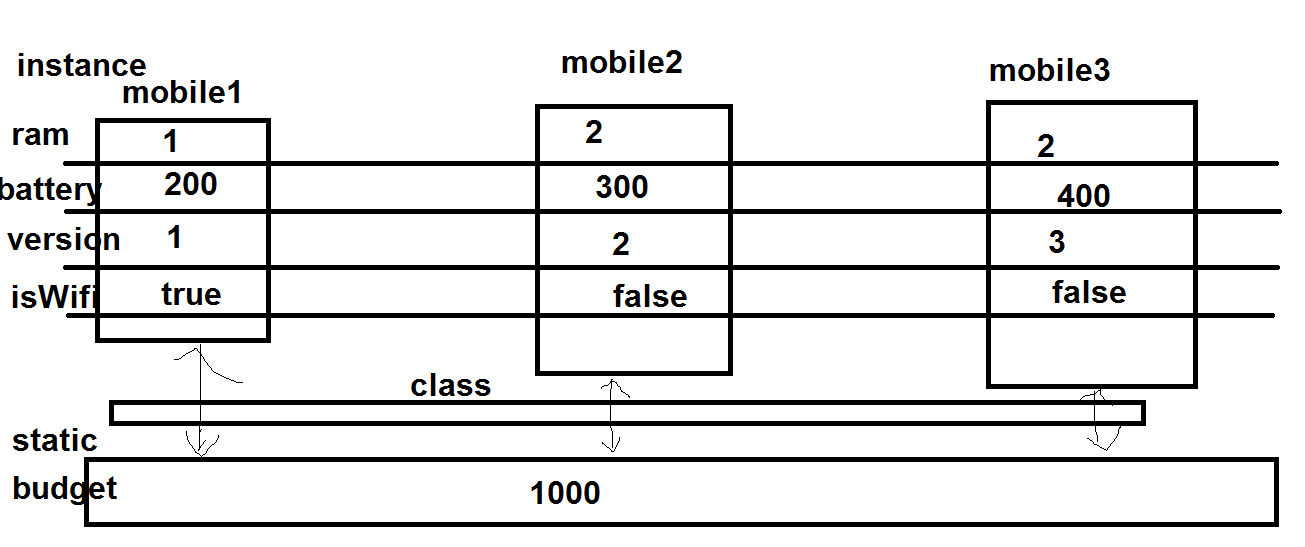 instance
mobile1
mobile2
mobile3
ram 1 2 2
battery 200 300 400
version 1 2 3
isWifi true false false
class
static
budget 1000